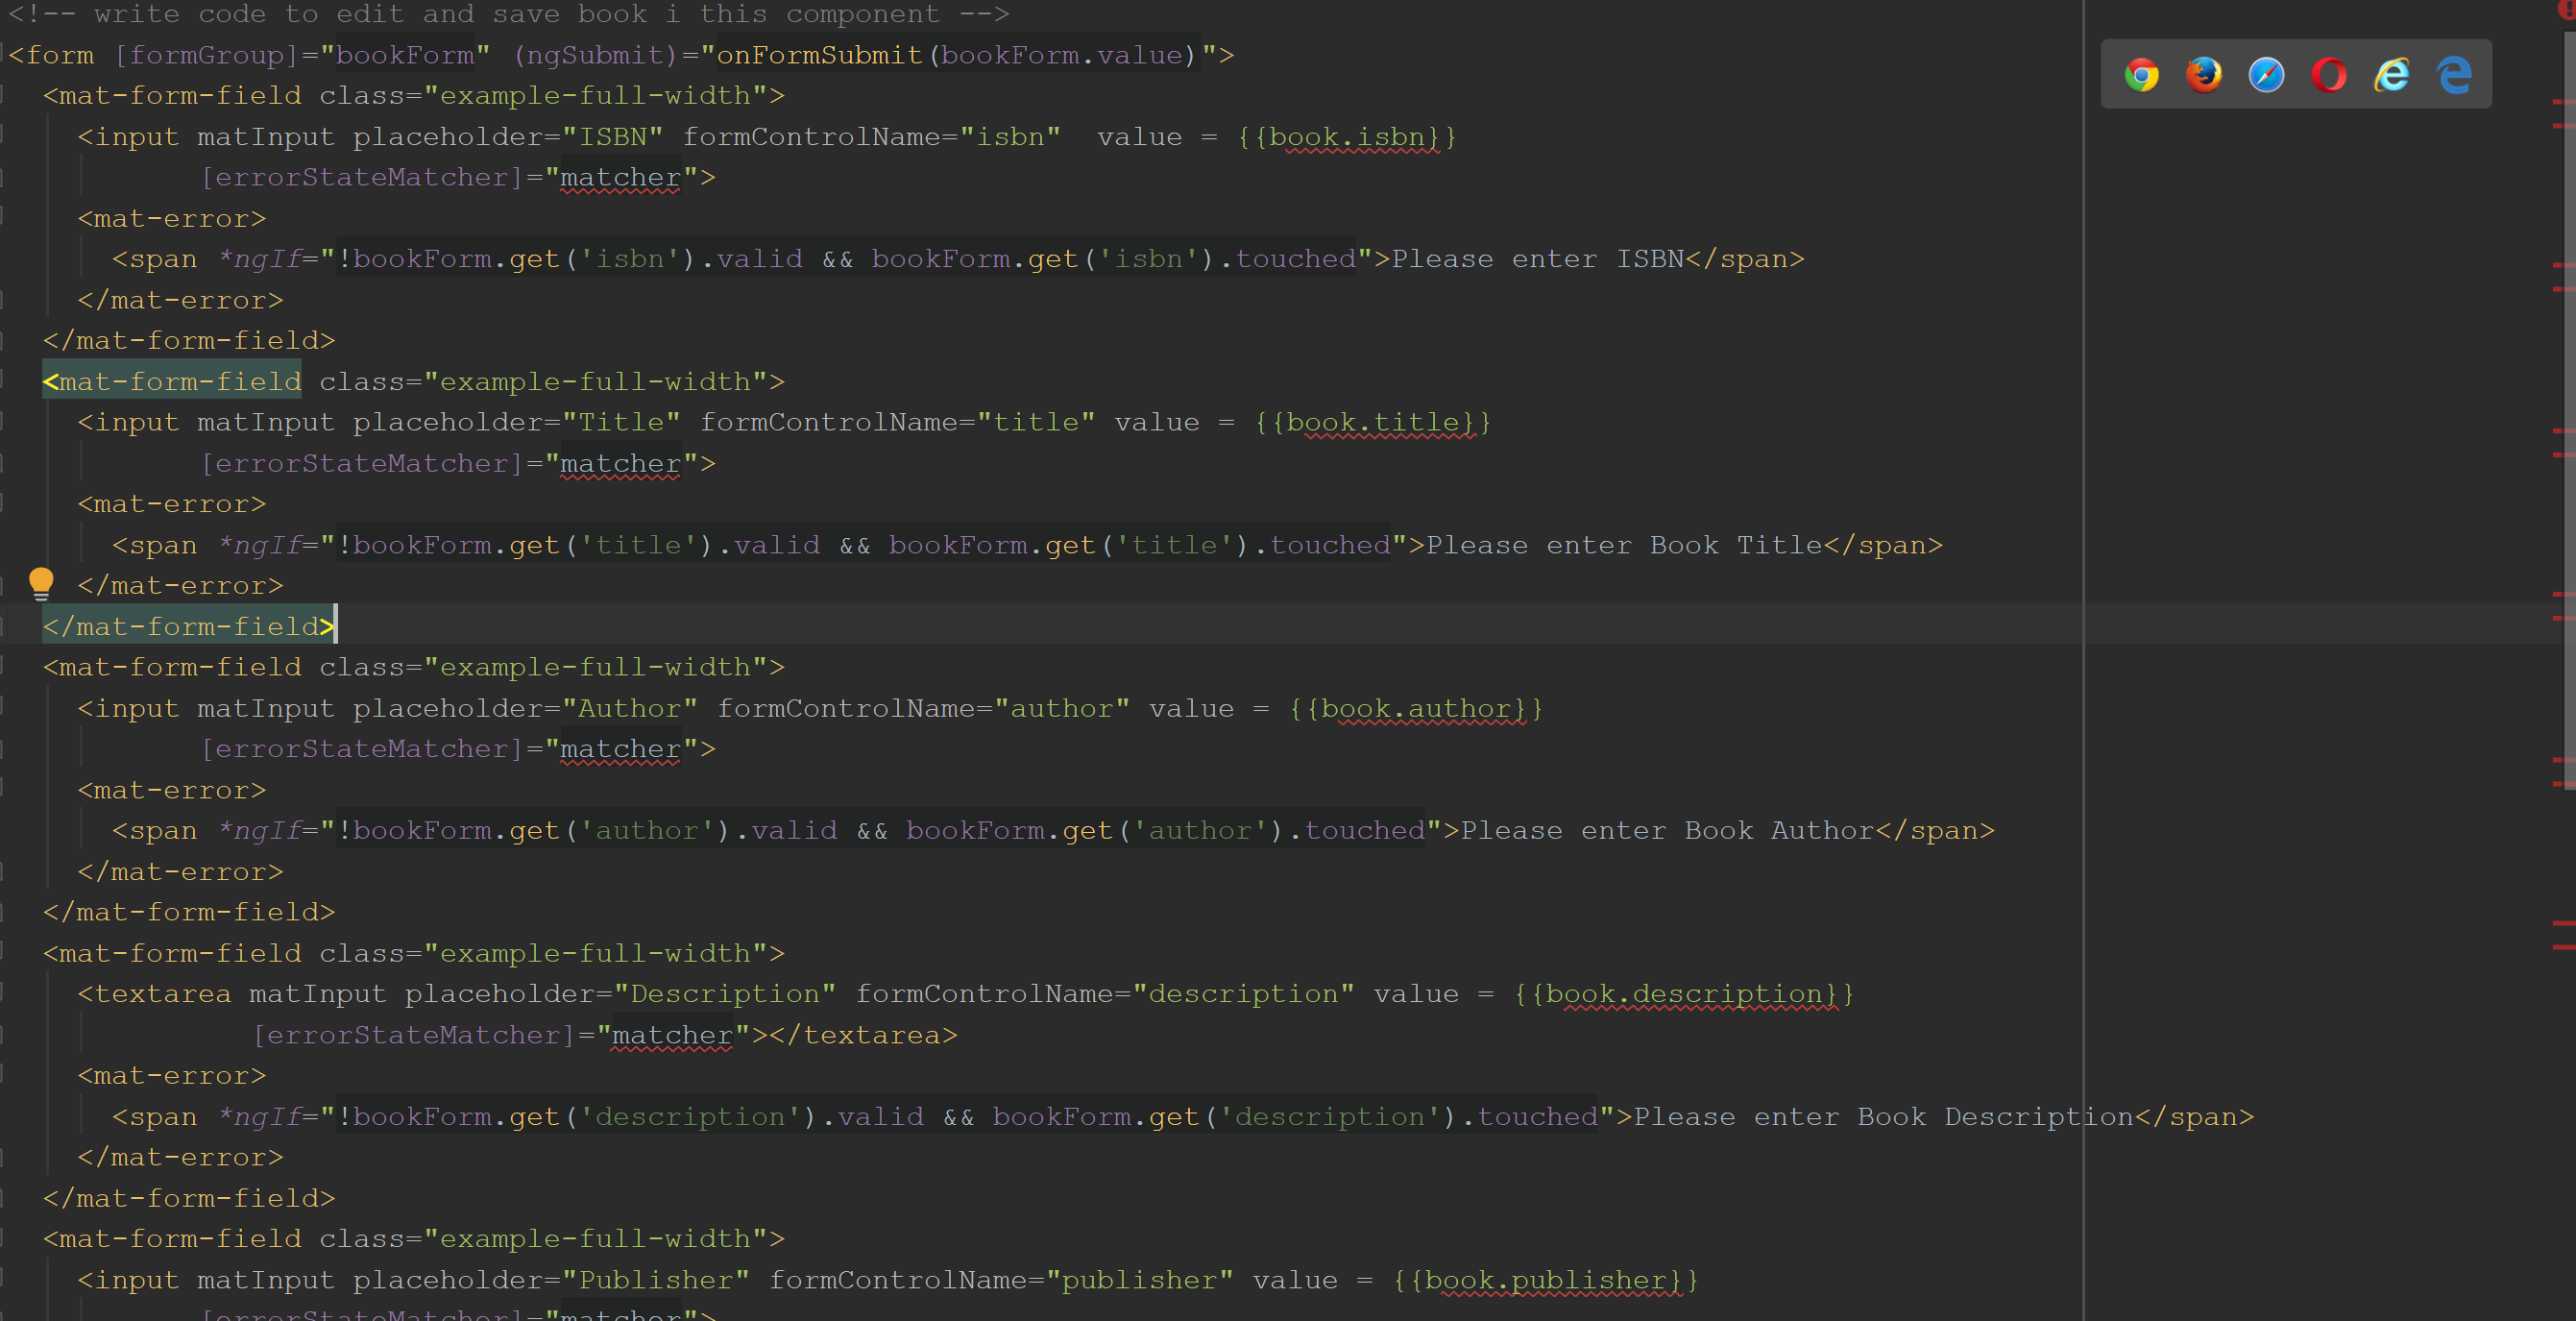 <!-- write code to edit and save book i this component -->
<form [formGroup]="bookForm" (ngSubmit)="onFormSubmit(bookForm.value)">
<mat-form-field class="example-full-width">
<input matInput placeholder="ISBN" formControlName="isbn"  value = {{book.isbn}}
[errorStateMatcher]="matcher">
<mat-error>
<span *ngIf="!bookForm.get('isbn').valid && bookForm.get('isbn').touched">Please enter ISBN</span>
</mat-error>
</mat-form-field>
<mat-form-field class="example-full-width">
<input matInput placeholder="Title" formControlName="title" value = {{book.title}}
[errorStateMatcher]="matcher">
<mat-error>
<span *ngIf="!bookForm.get('title').valid && bookForm.get('title').touched">Please enter Book Title</span>
</mat-error>
</mat-form-field>
<mat-form-field class="example-full-width">
<input matInput placeholder="Author" formControlName="author" value = {{book.author}}
[errorStateMatcher]="matcher">
<mat-error>
<span *ngIf="!bookForm.get('author').valid && bookForm.get('author').touched">Please enter Book Author</span>
</mat-error>
</mat-form-field>
<mat-form-field class="example-full-width">
<textarea matInput placeholder="Description" formControlName="description" value = {{book.description}}
[errorStateMatcher]="matcher"></textarea>
<mat-error>
<span *ngIf="!bookForm.get('description').valid && bookForm.get('description').touched">Please enter Book Description</span>
</mat-error>
</mat-form-field>
<mat-form-field class="example-full-width">
<input matInput placeholder="Publisher" formControlName="publisher" value = {{book.publisher}}
[errorStateMatcher]="matcher">